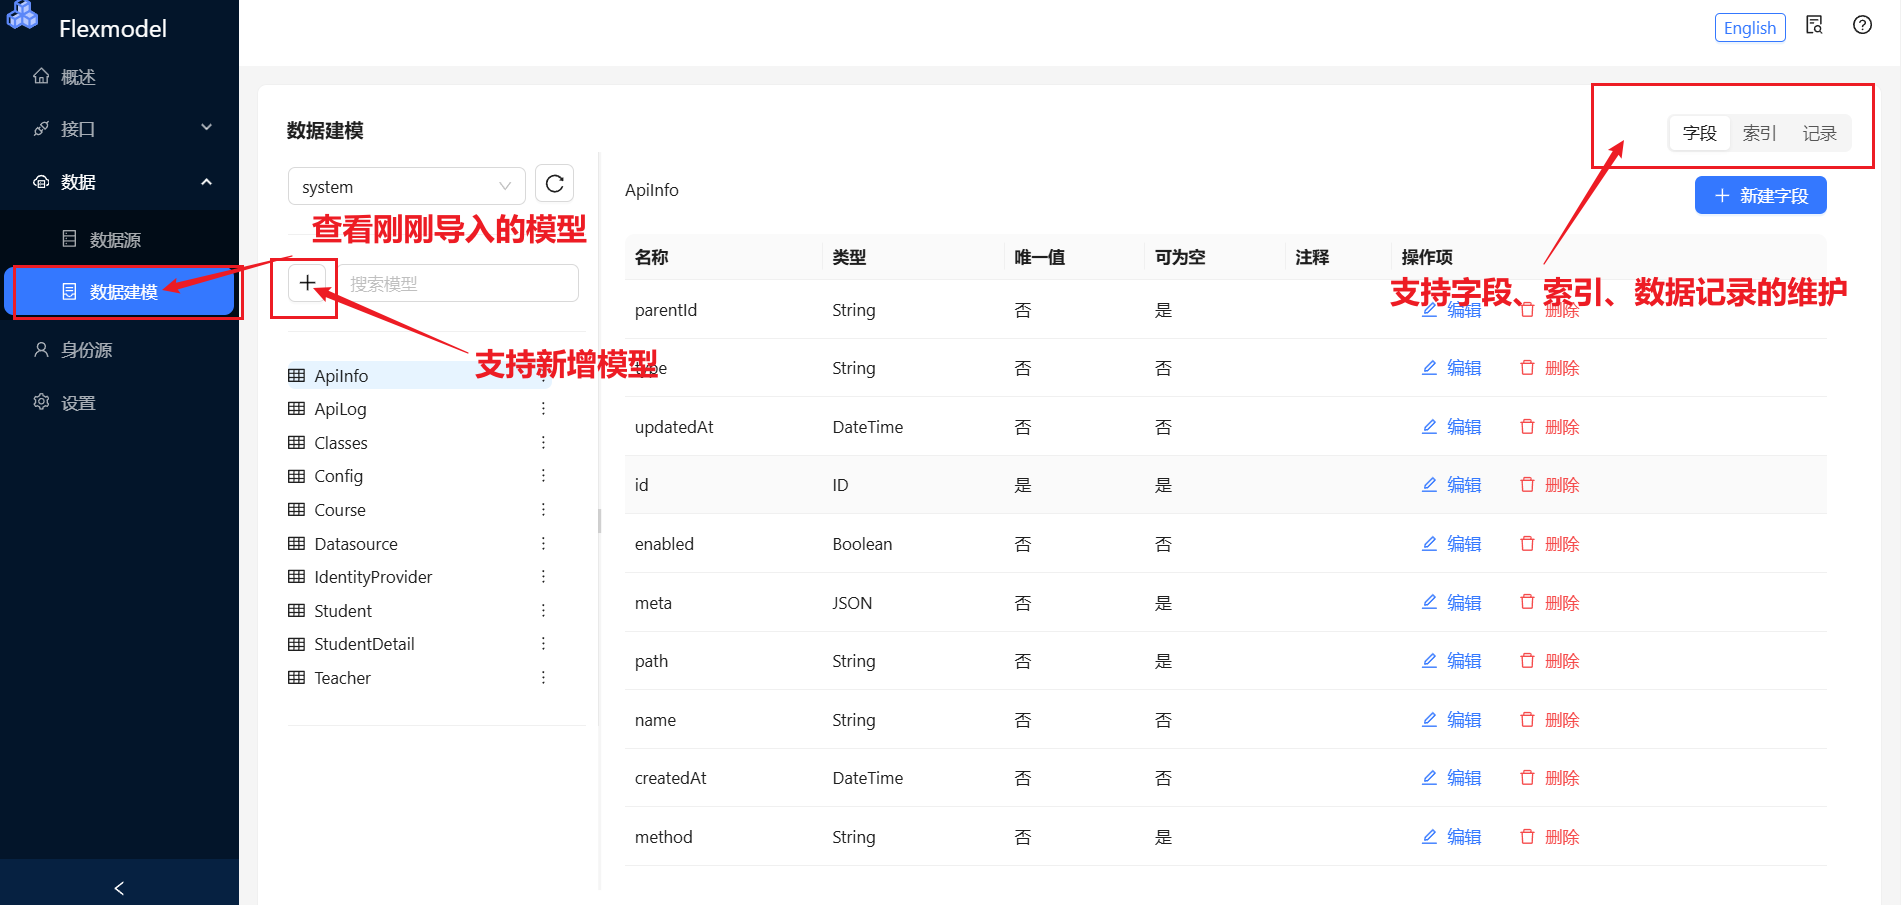 Flexmodel
English
概述
接口
数据
数据源
数据建模
身份源
设置
数据建模
字段 索引 记录
system
查看刚刚导入的模型
搜索模型
支持新增模型
ApiInfo
ApiLog
Classes
Config
Course
Datasource
IdentityProvider
Student
StudentDetail
Teacher
ApiInfo
新建字段
支持字段、索引、数据记录的维护
名称 类型 唯一值 可为空 注释 操作项
parentId String 否 是 编辑 删除
type String 否 否 编辑 删除
updatedAt DateTime 否 否 编辑 删除
id ID 是 是 编辑 删除
enabled Boolean 否 否 编辑 删除
meta JSON 否 是 编辑 删除
path String 否 是 编辑 删除
name String 否 否 编辑 删除
createdAt DateTime 否 否 编辑 删除
method String 否 是 编辑 删除